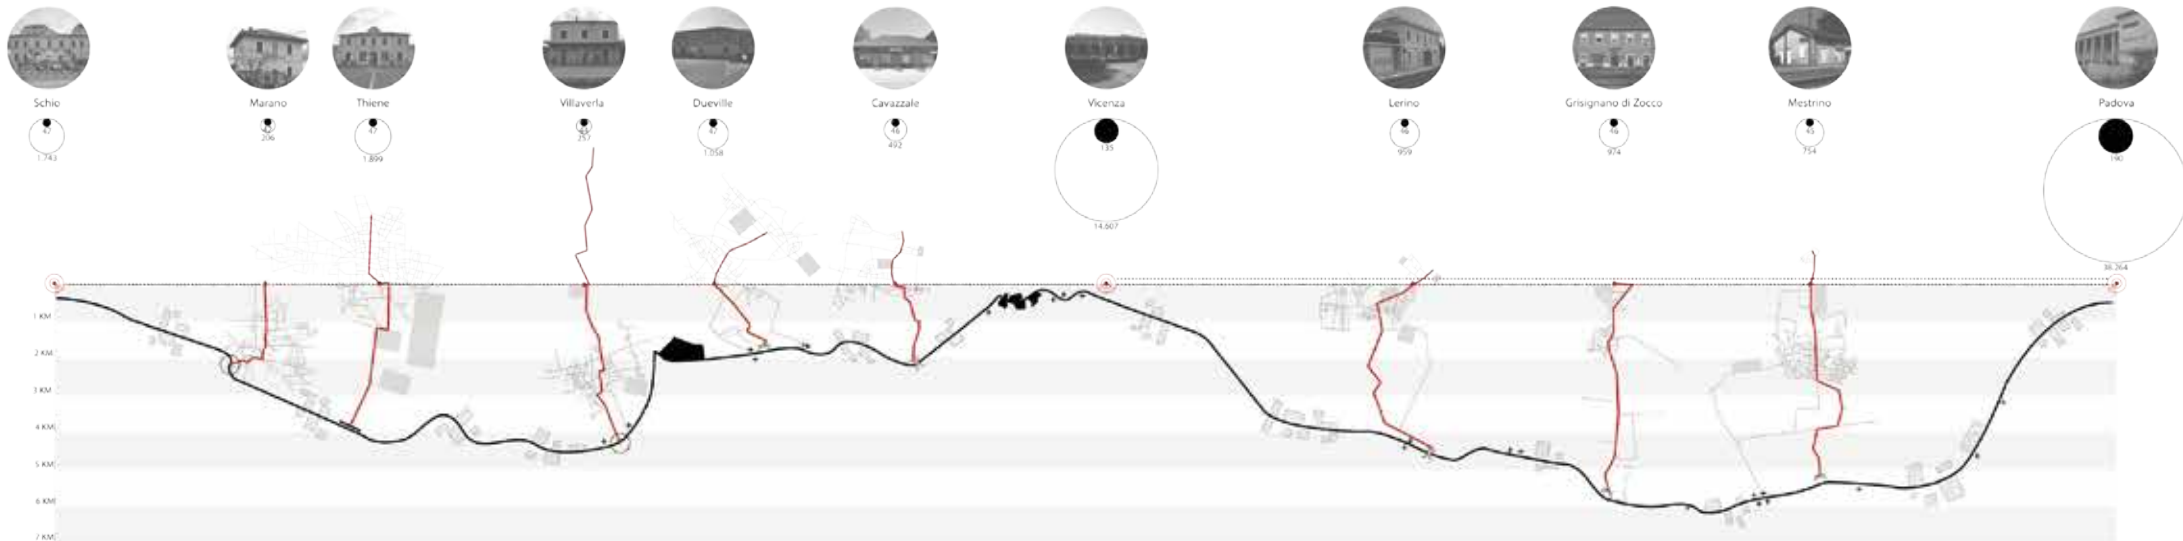 Schio
Marano
Thiene
Villaverla
Dueville
Cavazzale
Vicenza
Lerino
Grisignano di Zocco
Mestrino
Padova
47
47
47
46
135
46
46
45
190
1.743
206
1.899
257
1.058
492
14.607
959
974
754
38.264
1 KM
2 KM
3 KM
4 KM
5 KM
6 KM
7 KM